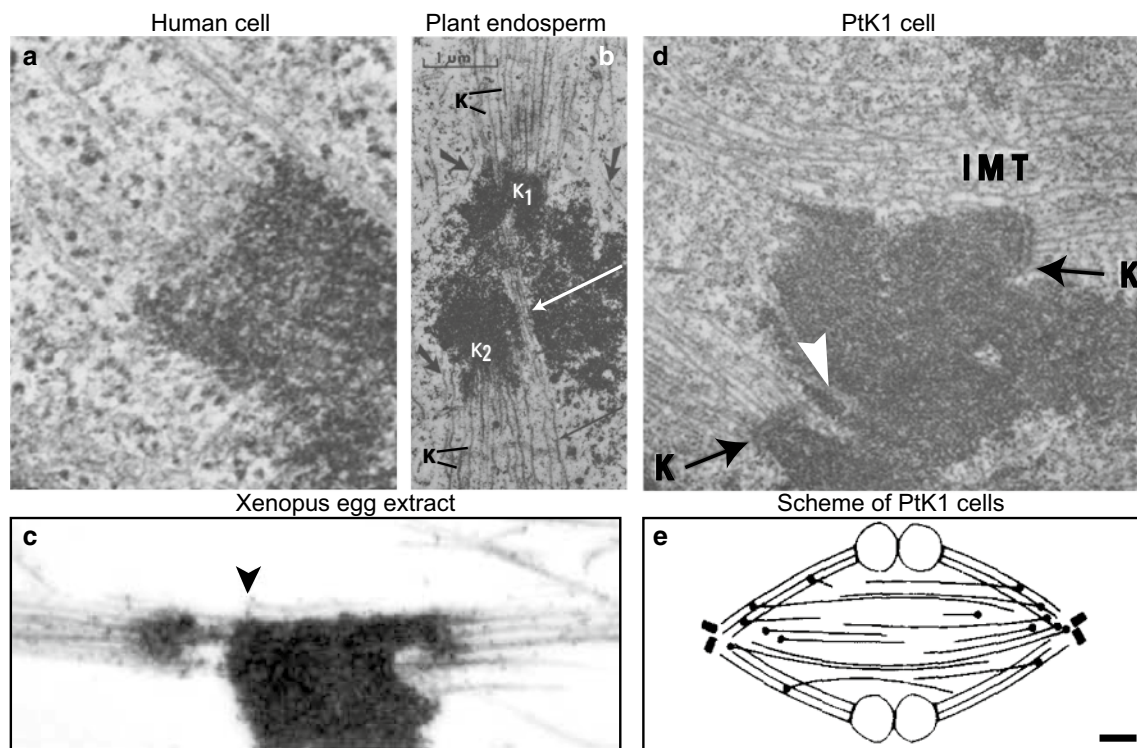 Human cell
Plant endosperm
PtK1 cell
a
1 µm
b
K
K1
K2
K
d
IMT
K
K
Xenopus egg extract
Scheme of PtK1 cells
c
e